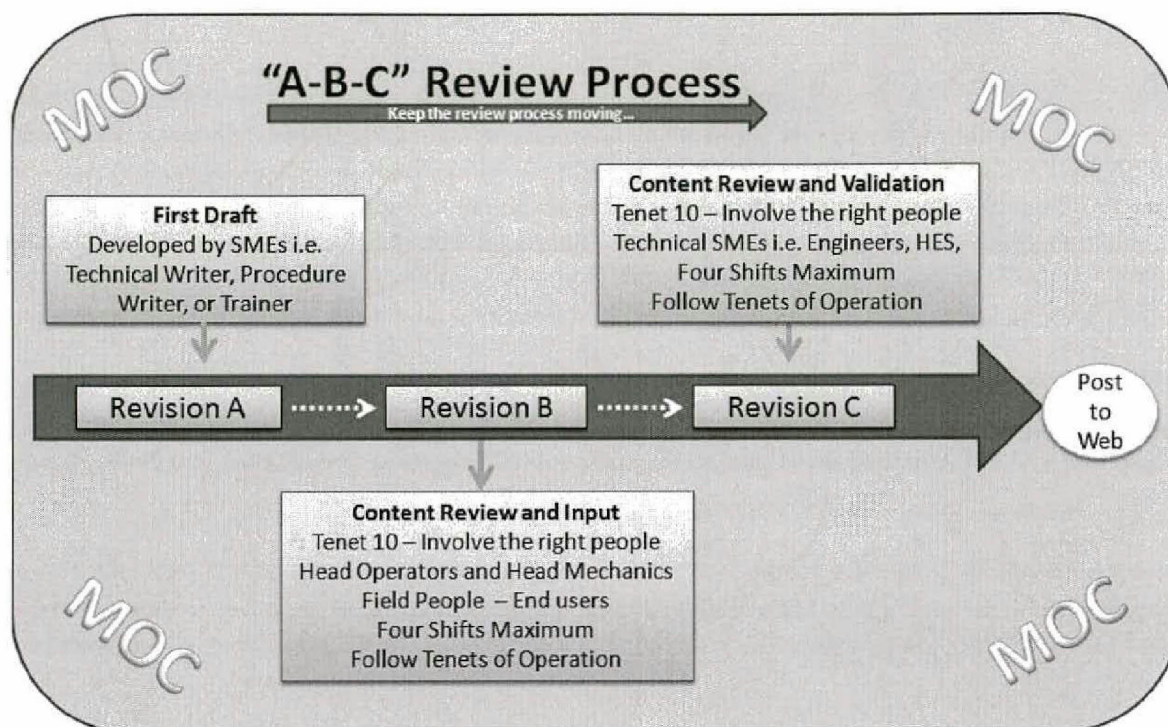 MOC
MOC
"A-B-C" Review Process
Keep the review process moving...
First Draft
Developed by SMEs i.e.
Technical Writer, Procedure
Writer, or Trainer
Content Review and Validation
Tenet 10 – Involve the right people
Technical SMEs i.e. Engineers, HES,
Four Shifts Maximum
Follow Tenets of Operation
Revision A
Revision B
Revision C
Post
to
Web
Content Review and Input
Tenet 10 – Involve the right people
Head Operators and Head Mechanics
Field People – End users
Four Shifts Maximum
Follow Tenets of Operation
MOC
MOC